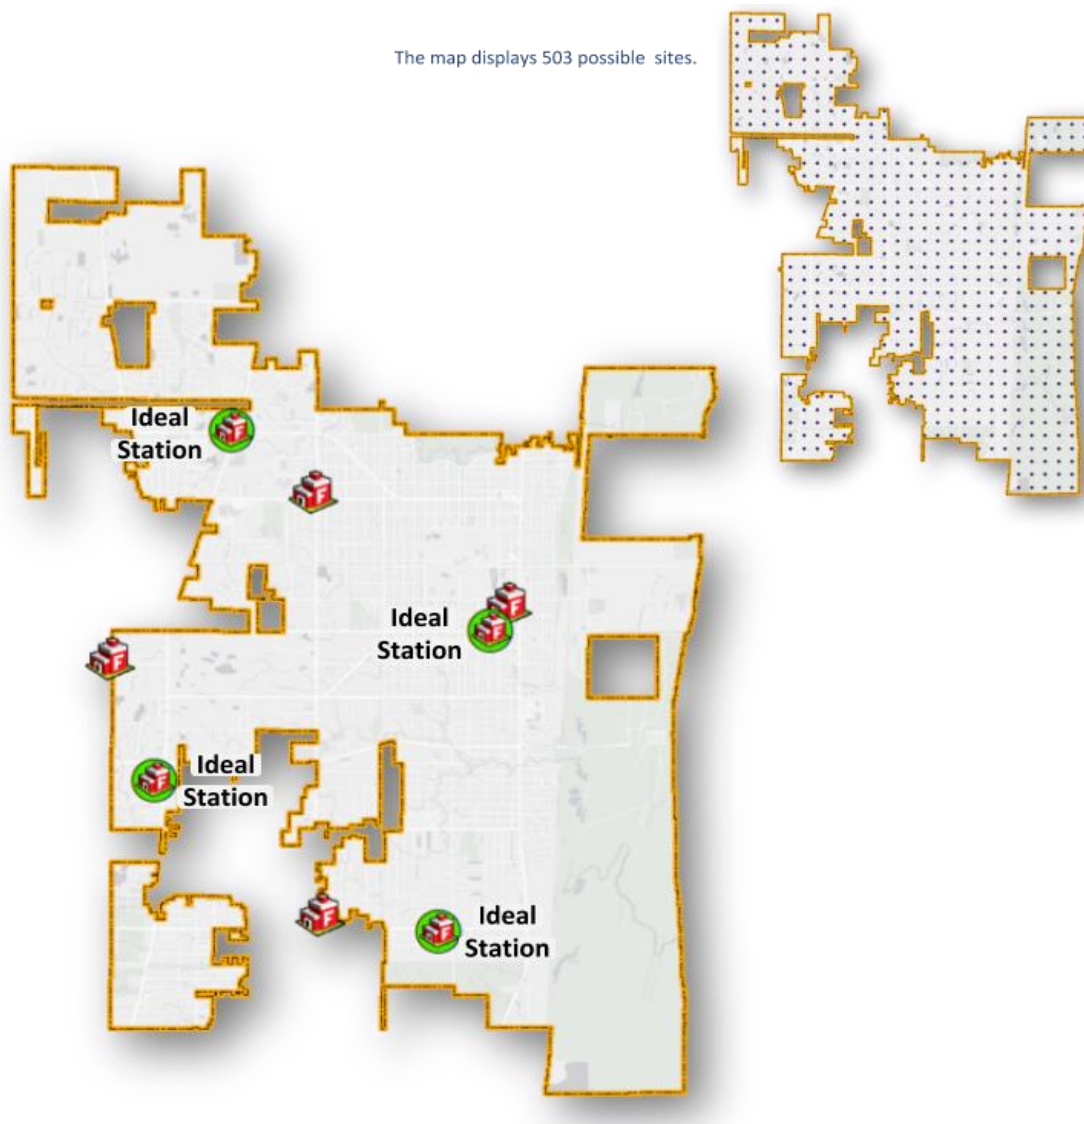 The map displays 503 possible sites.
Ideal
Station
F
F
F
Ideal
Station
F
F
Ideal
Station
F
F
Ideal
Station
F